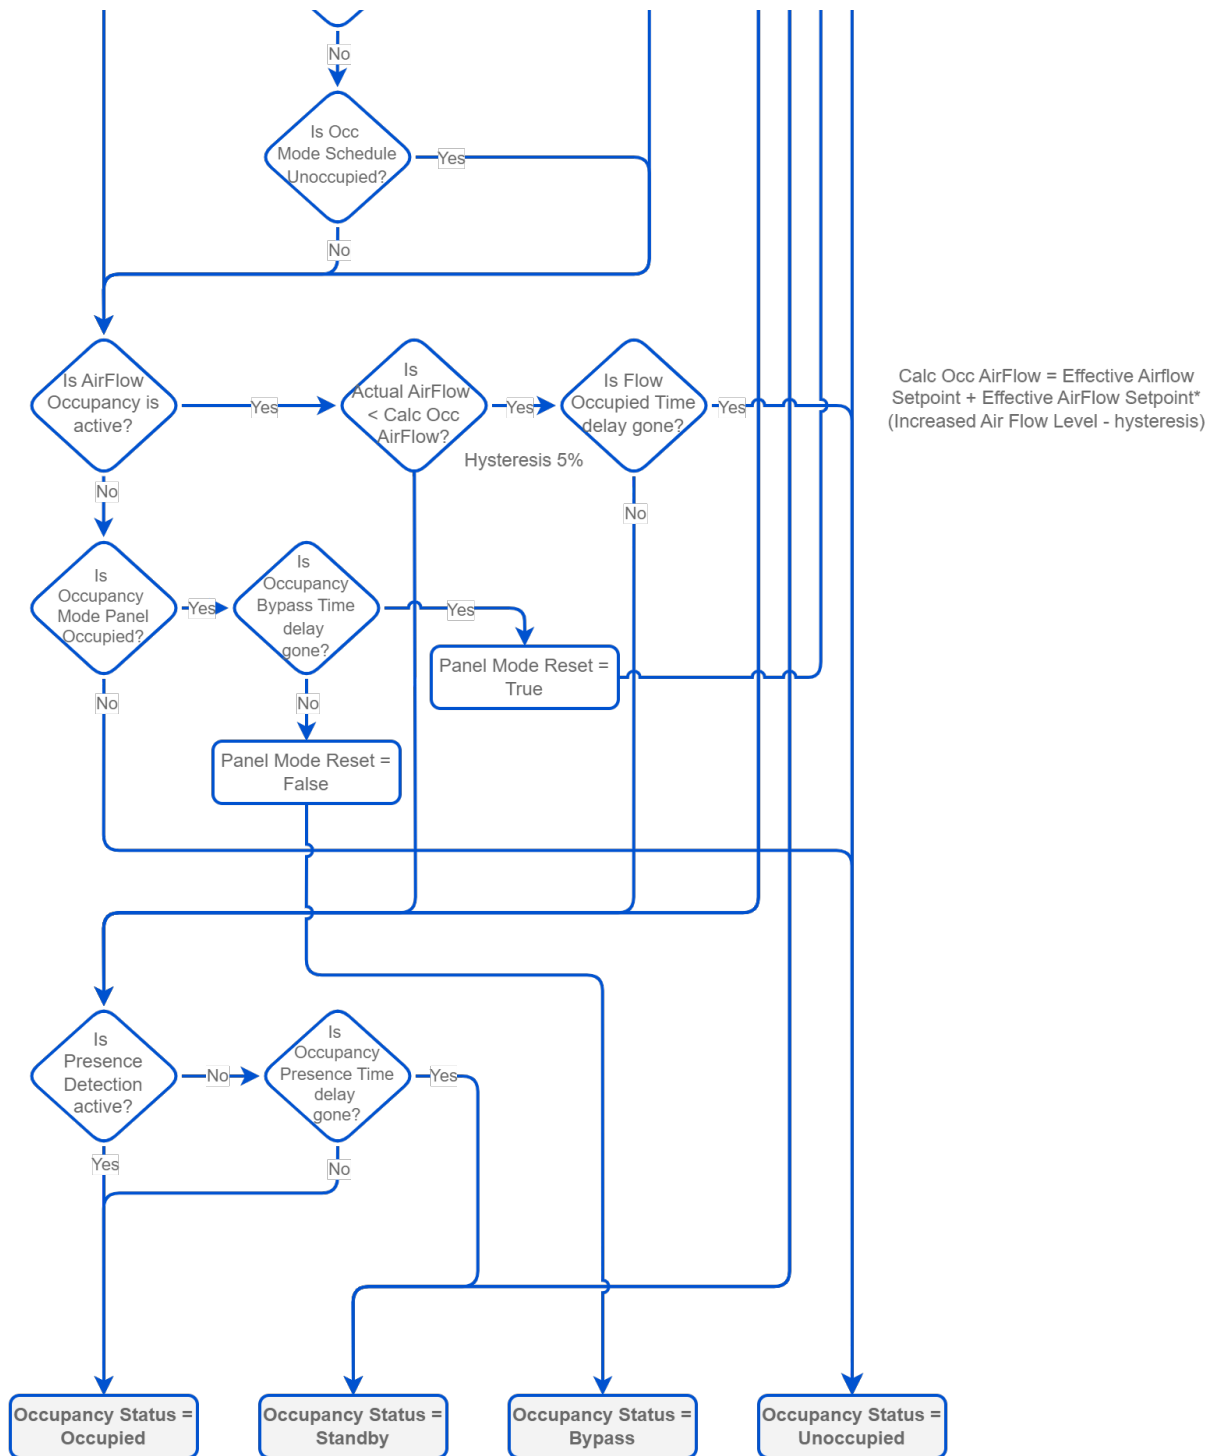 No
Is Occ
Mode Schedule
Unoccupied?
Yes
No
Is AirFlow
Occupancy is
active?
Yes
Is
Actual AirFlow
< Calc Occ
AirFlow?
Yes
Is Flow
Occupied Time
delay gone?
Yes
Calc Occ AirFlow = Effective Airflow
Setpoint + Effective AirFlow Setpoint*
(Increased Air Flow Level - hysteresis)
Hysteresis 5%
No
No
Is
Occupancy
Mode Panel
Occupied?
Yes
Is
Occupancy
Bypass Time
delay
gone?
Yes
Panel Mode Reset =
True
No
No
Panel Mode Reset =
False
Is
Presence
Detection
active?
No
Is
Occupancy
Presence Time
delay
gone?
Yes
Yes
No
Occupancy Status =
Occupied
Occupancy Status =
Standby
Occupancy Status =
Bypass
Occupancy Status =
Unoccupied